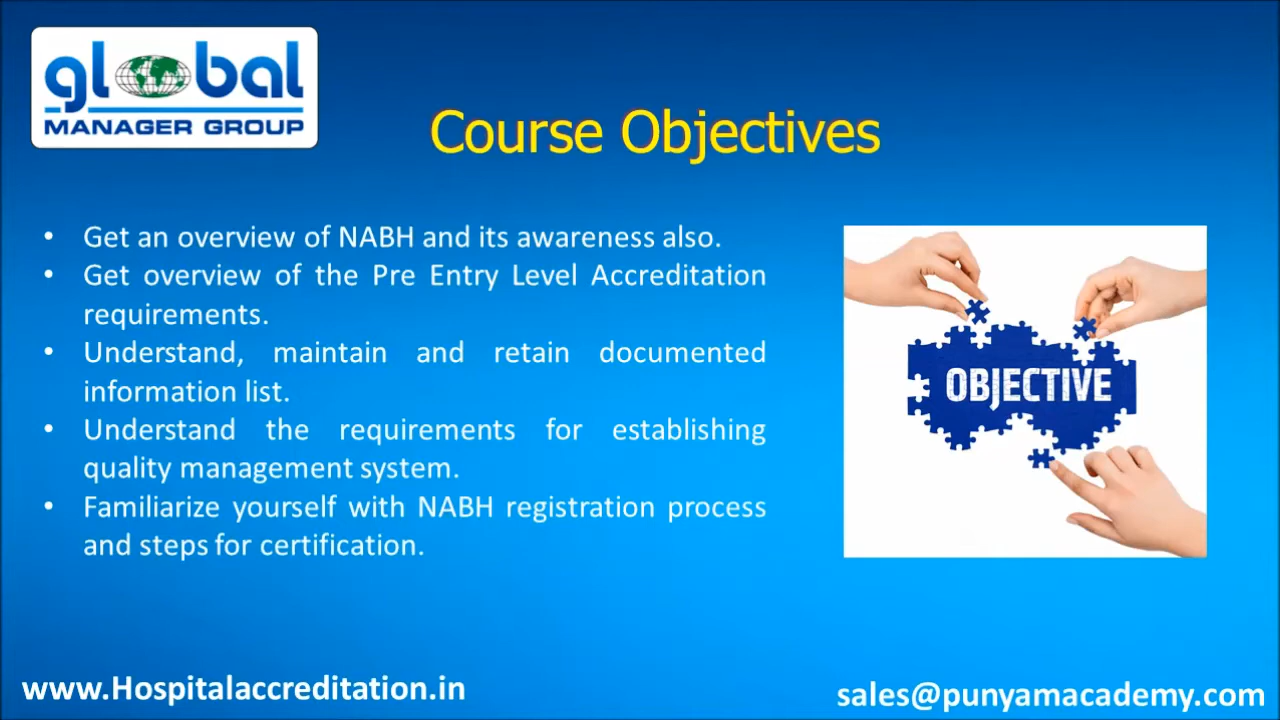 global
MANAGER GROUP
Course Objectives
• Get an overview of NABH and its awareness also.
• Get overview of the Pre Entry Level Accreditation
requirements.
• Understand, maintain and retain documented
information list.
• Understand the requirements for establishing
quality management system.
• Familiarize yourself with NABH registration process
and steps for certification.
OBJECTIVE
www.Hospitalaccreditation.in
sales@punyamacademy.com